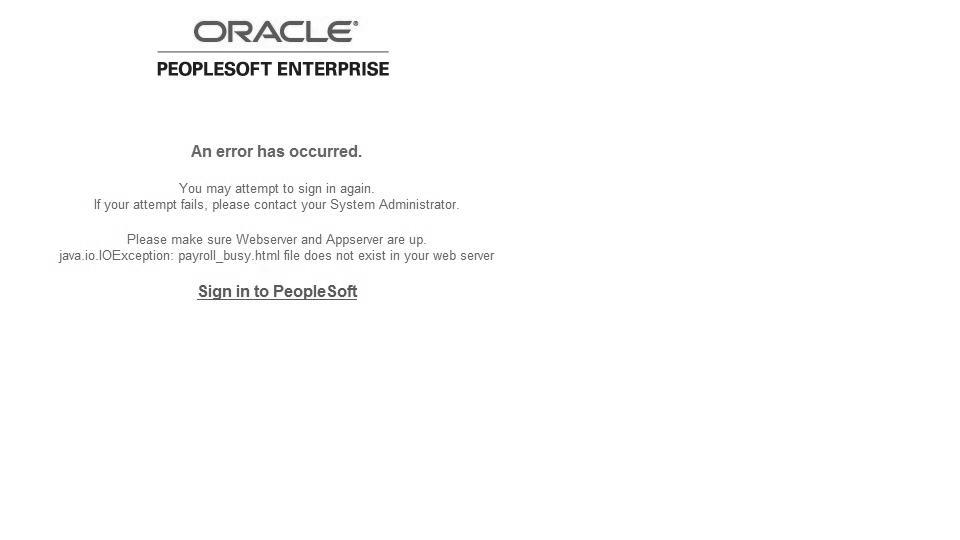 ORACLE®
PEOPLESOFT ENTERPRISE
An error has occurred.
You may attempt to sign in again.
If your attempt fails, please contact your System Administrator.
Please make sure Webserver and Appserver are up.
java.io.IOException: payroll_busy.html file does not exist in your web server
Sign in to PeopleSoft